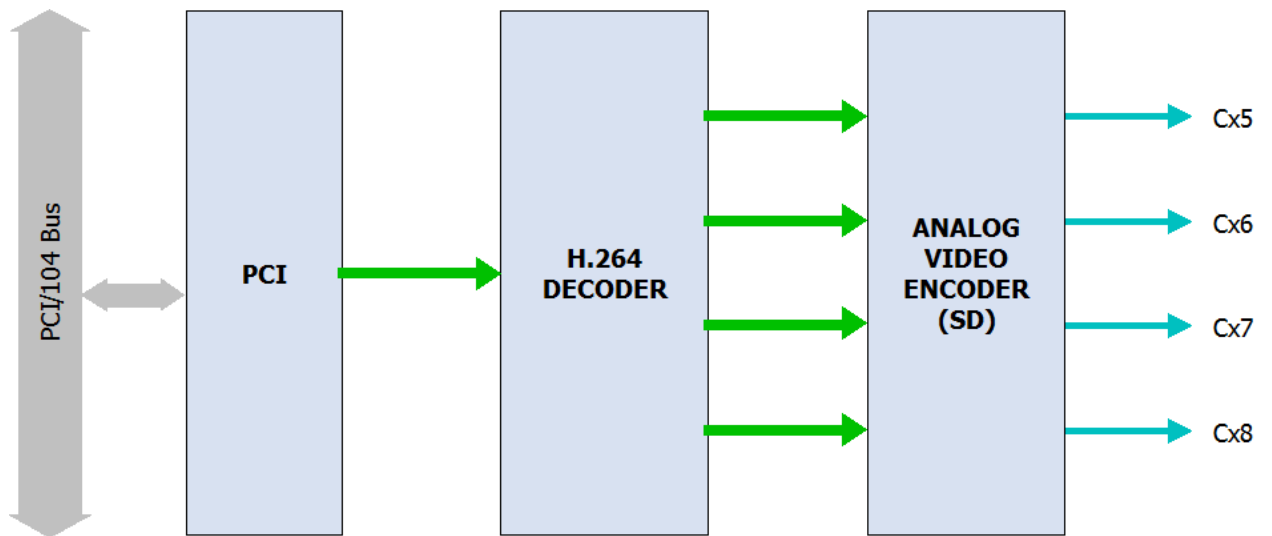 PCI/104 Bus
PCI
H.264
DECODER
ANALOG
VIDEO
ENCODER
(SD)
Cx5
Cx6
Cx7
Cx8